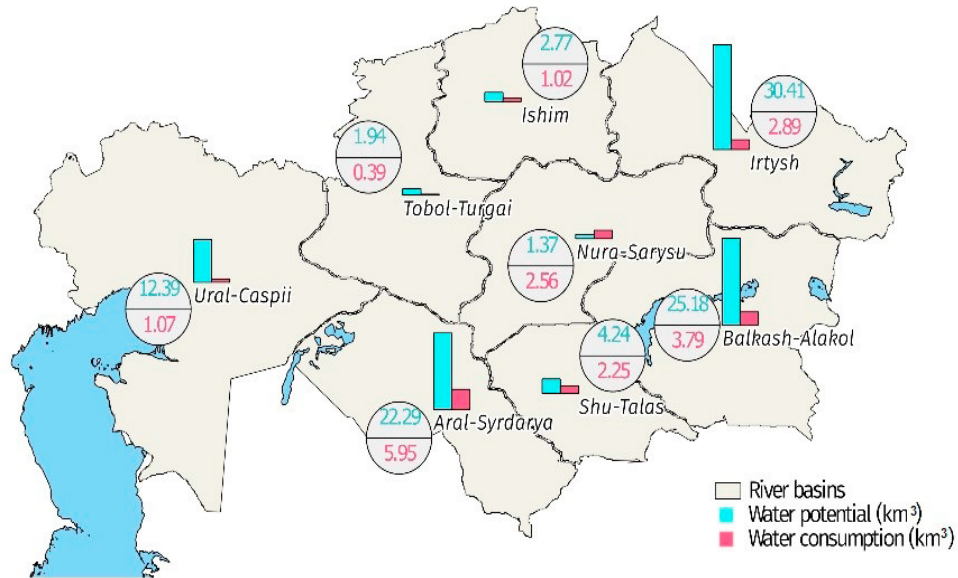 2.77
1.02
Ishim
30.41
2.89
Irtysh
1.94
0.39
Tobol-Turgai
1.37
2.56
Nura-Sarysu
12.39
1.07
Ural-Caspii
25.18
3.79
Balkash-Alakol
4.24
2.25
Shu-Talas
22.29
5.95
Aral-Syrdarya
River basins
Water potential (km³)
Water consumption (km³)